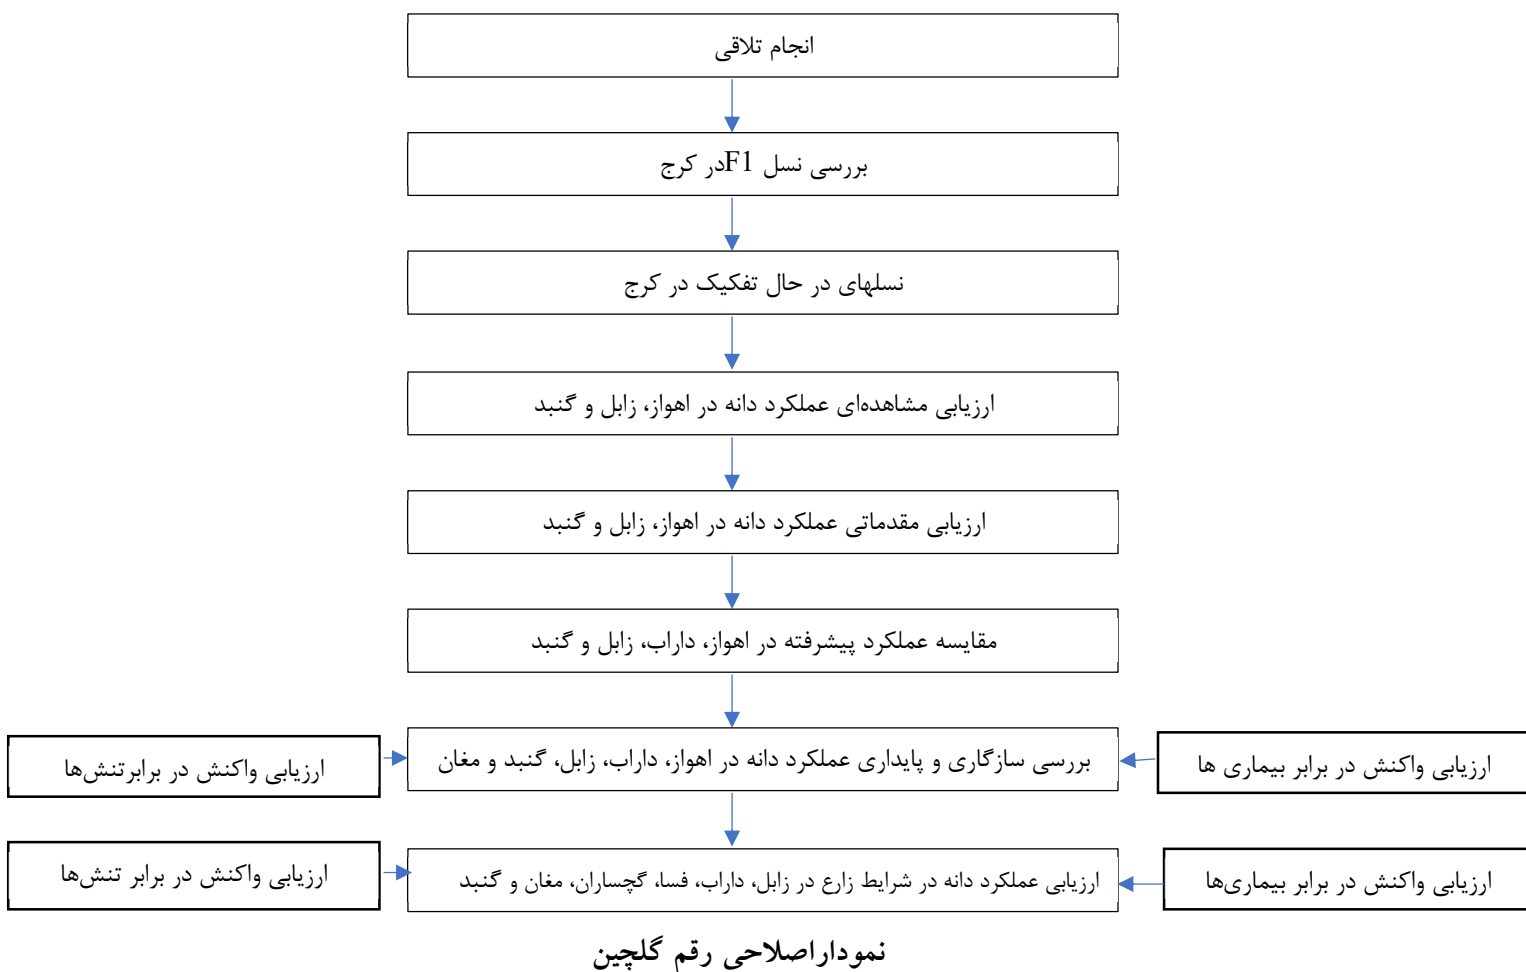 انجام تلاقی
بررسی نسل F1در کرج
نسلهای در حال تفکیک در کرج
ارزیابی مشاهده‌ای عملکرد دانه در اهواز، زابل و گنبد
ارزیابی مقدماتی عملکرد دانه در اهواز، زابل و گنبد
مقایسه عملکرد پیشرفته در اهواز، داراب، زابل و گنبد
ارزیابی واکنش در برابر بیماری ها
بررسی سازگاری و پایداری عملکرد دانه در اهواز، داراب، زابل، گنبد و مغان
ارزیابی واکنش در برابرتنش‌ها
ارزیابی واکنش در برابر بیماری‌ها
ارزیابی عملکرد دانه در شرایط زارع در زابل، داراب، فسا، گچساران، مغان و گنبد
ارزیابی واکنش در برابر تنش‌ها
نموداراصلاحی رقم گلچین